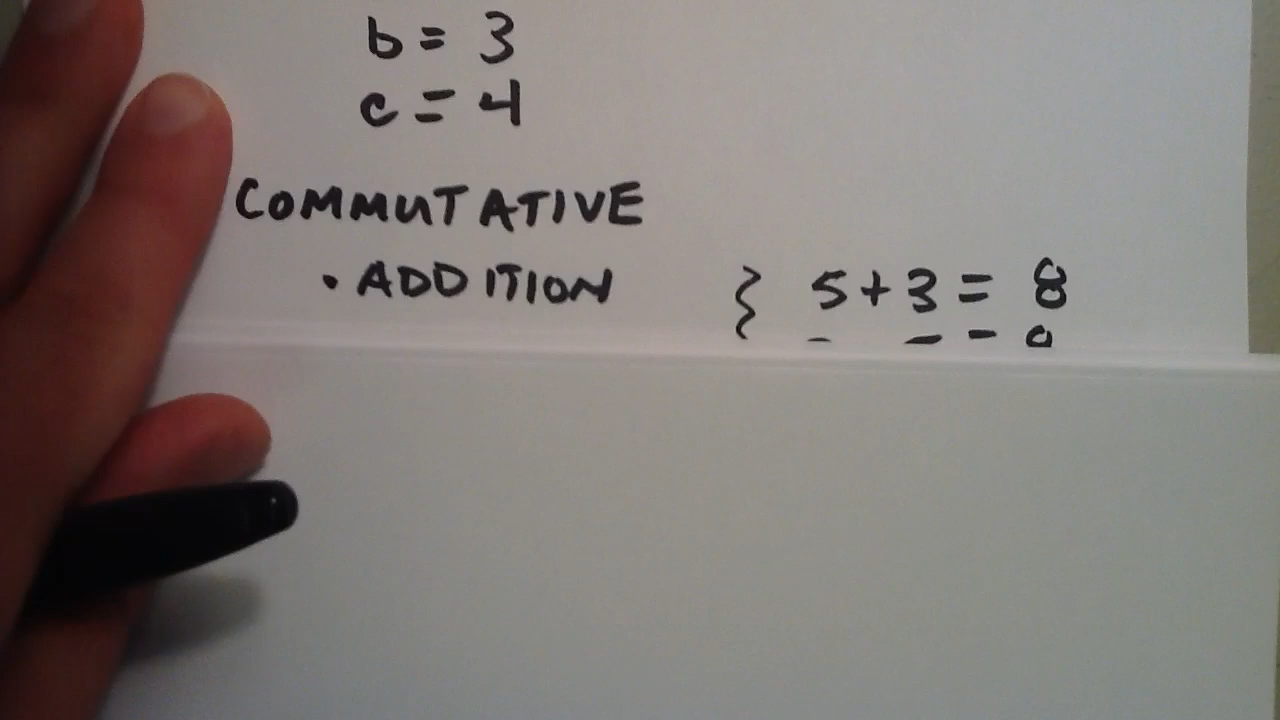 b = 3
c = 4
COMMUTATIVE
• ADDITION } 5 + 3 = 8